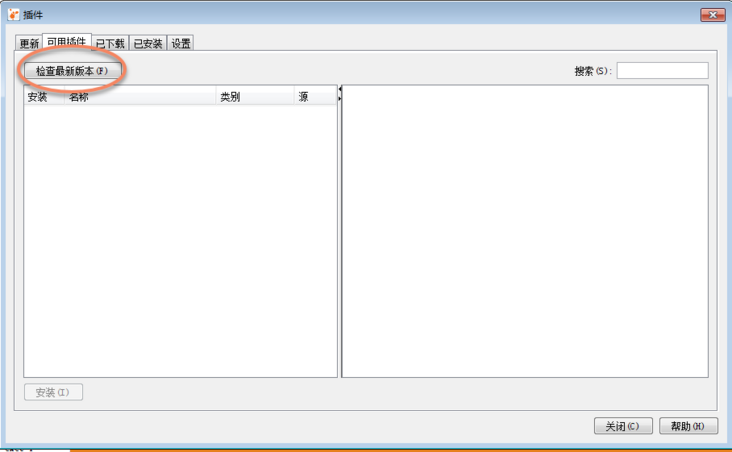 插件
更新 可用插件 已下载 已安装 设置
检查最新版本(F) 搜索(S):
安装 名称 类别 源
安装(I)
关闭(C) 帮助(H)